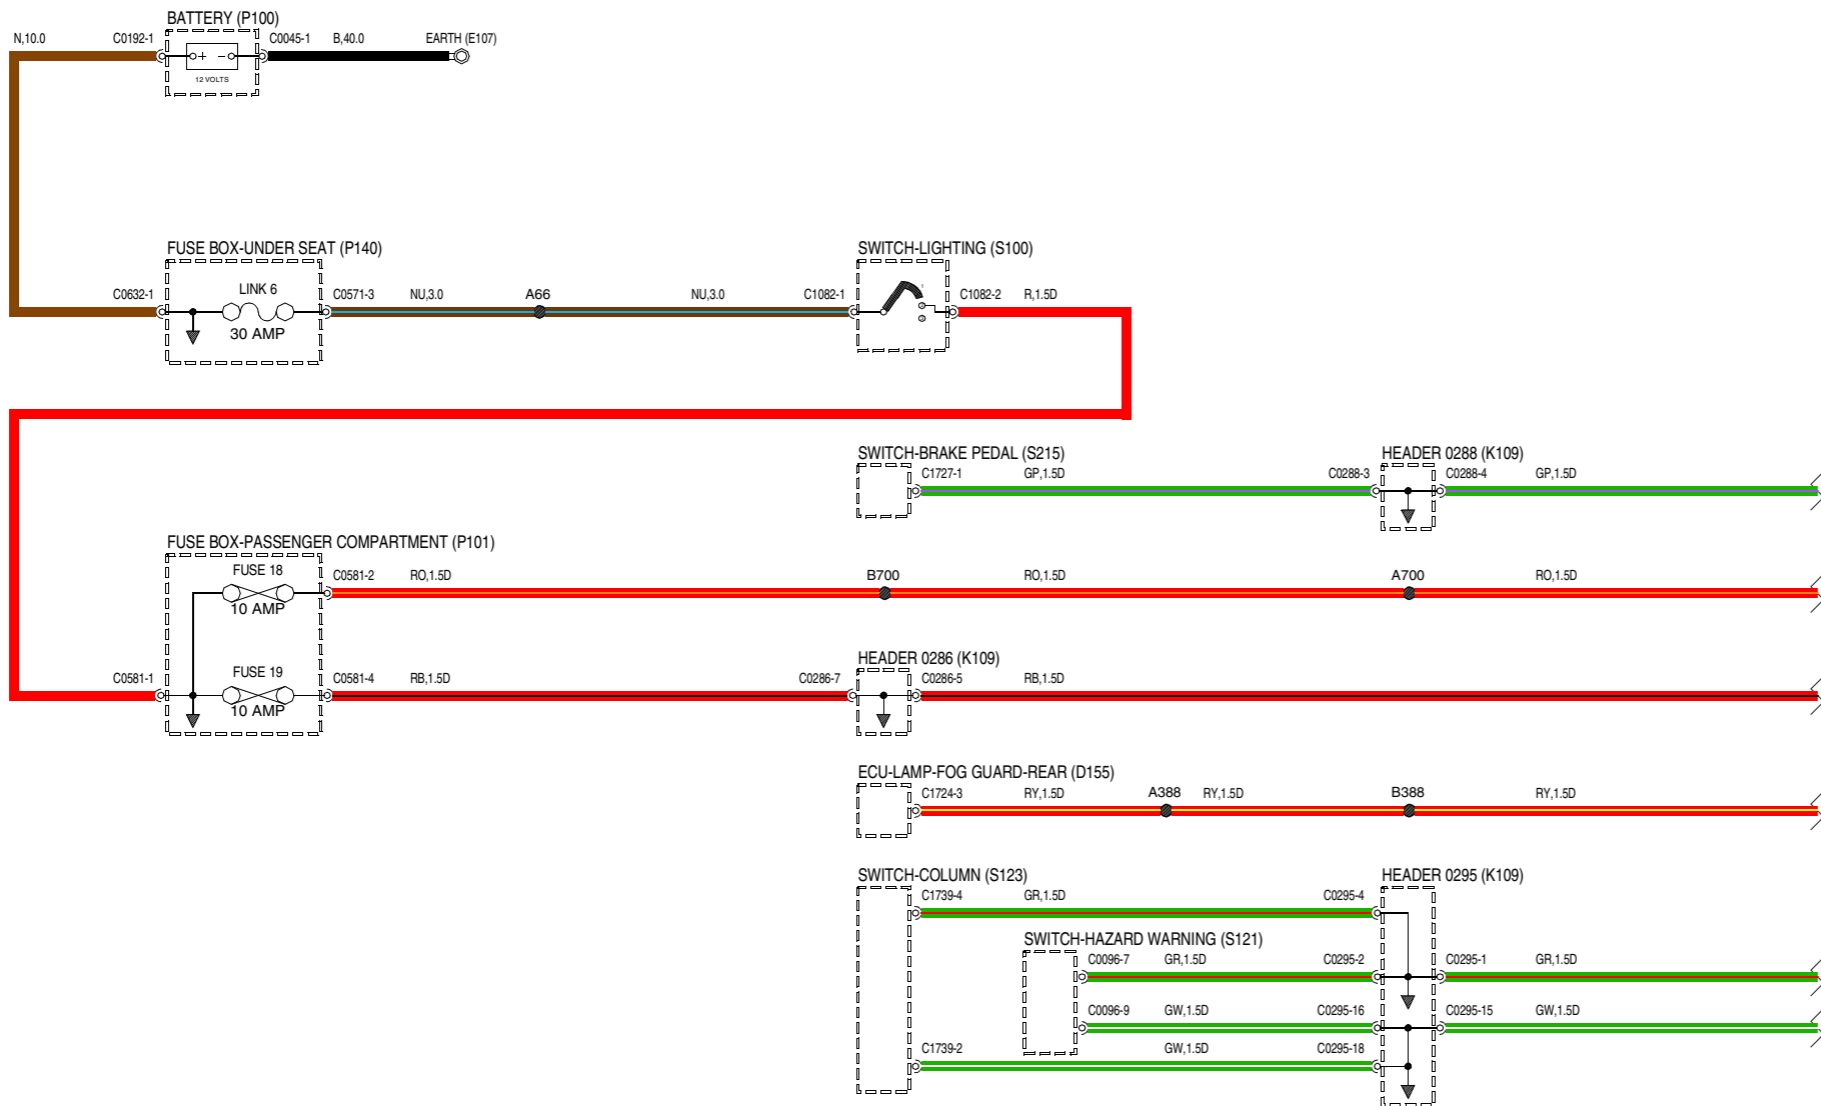 BATTERY (P100)
N,10.0 C0192-1 C0045-1 B,40.0 EARTH (E107)
+ −
12 VOLTS
FUSE BOX-UNDER SEAT (P140) SWITCH-LIGHTING (S100)
C0632-1 LINK 6 C0571-3 NU,3.0 A66 NU,3.0 C1082-1 C1082-2 R,1.5D
30 AMP
SWITCH-BRAKE PEDAL (S215) HEADER 0288 (K109)
C1727-1 GP,1.5D C0288-3 C0288-4 GP,1.5D
FUSE BOX-PASSENGER COMPARTMENT (P101)
FUSE 18 C0581-2 RO,1.5D B700 RO,1.5D A700 RO,1.5D
10 AMP
HEADER 0286 (K109)
C0581-1 FUSE 19 C0581-4 RB,1.5D C0286-7 C0286-5 RB,1.5D
10 AMP
ECU-LAMP-FOG GUARD-REAR (D155)
C1724-3 RY,1.5D A388 RY,1.5D B388 RY,1.5D
SWITCH-COLUMN (S123) HEADER 0295 (K109)
C1739-4 GR,1.5D C0295-4
SWITCH-HAZARD WARNING (S121)
C0096-7 GR,1.5D C0295-2 C0295-1 GR,1.5D
C0096-9 GW,1.5D C0295-16 C0295-15 GW,1.5D
C1739-2 GW,1.5D C0295-18